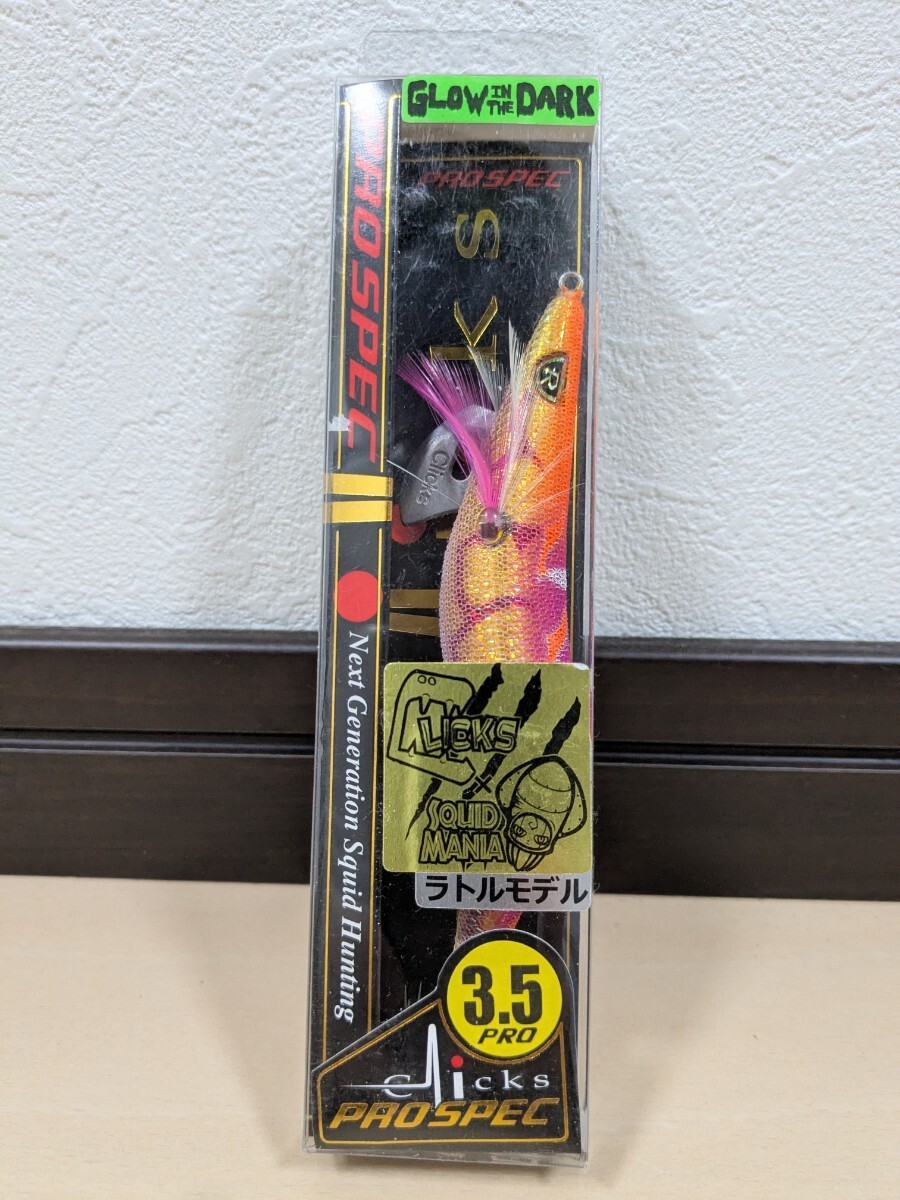 GLOW IN THE DARK
PROSPEC
PROSPEC
ks
R
Clicks
Next Generation Squid Hunting
CLICKS
×
SQUID
MANIA
ラトルモデル
3.5
PRO
Clicks
PROSPEC